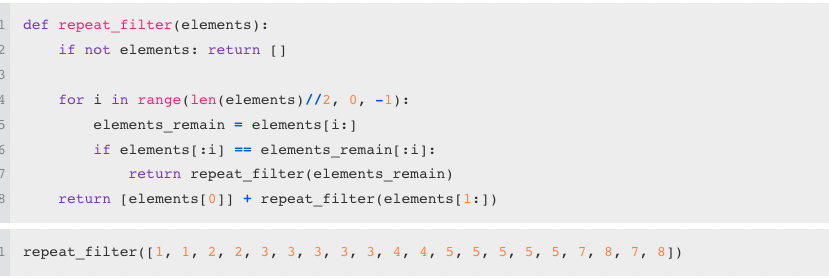 1 def repeat_filter(elements):
2     if not elements: return []
3
4     for i in range(len(elements)//2, 0, -1):
5         elements_remain = elements[i:]
6         if elements[:i] == elements_remain[:i]:
7             return repeat_filter(elements_remain)
8     return [elements[0]] + repeat_filter(elements[1:])
1 repeat_filter([1, 1, 2, 2, 3, 3, 3, 3, 3, 4, 4, 5, 5, 5, 5, 5, 7, 8, 7, 8])